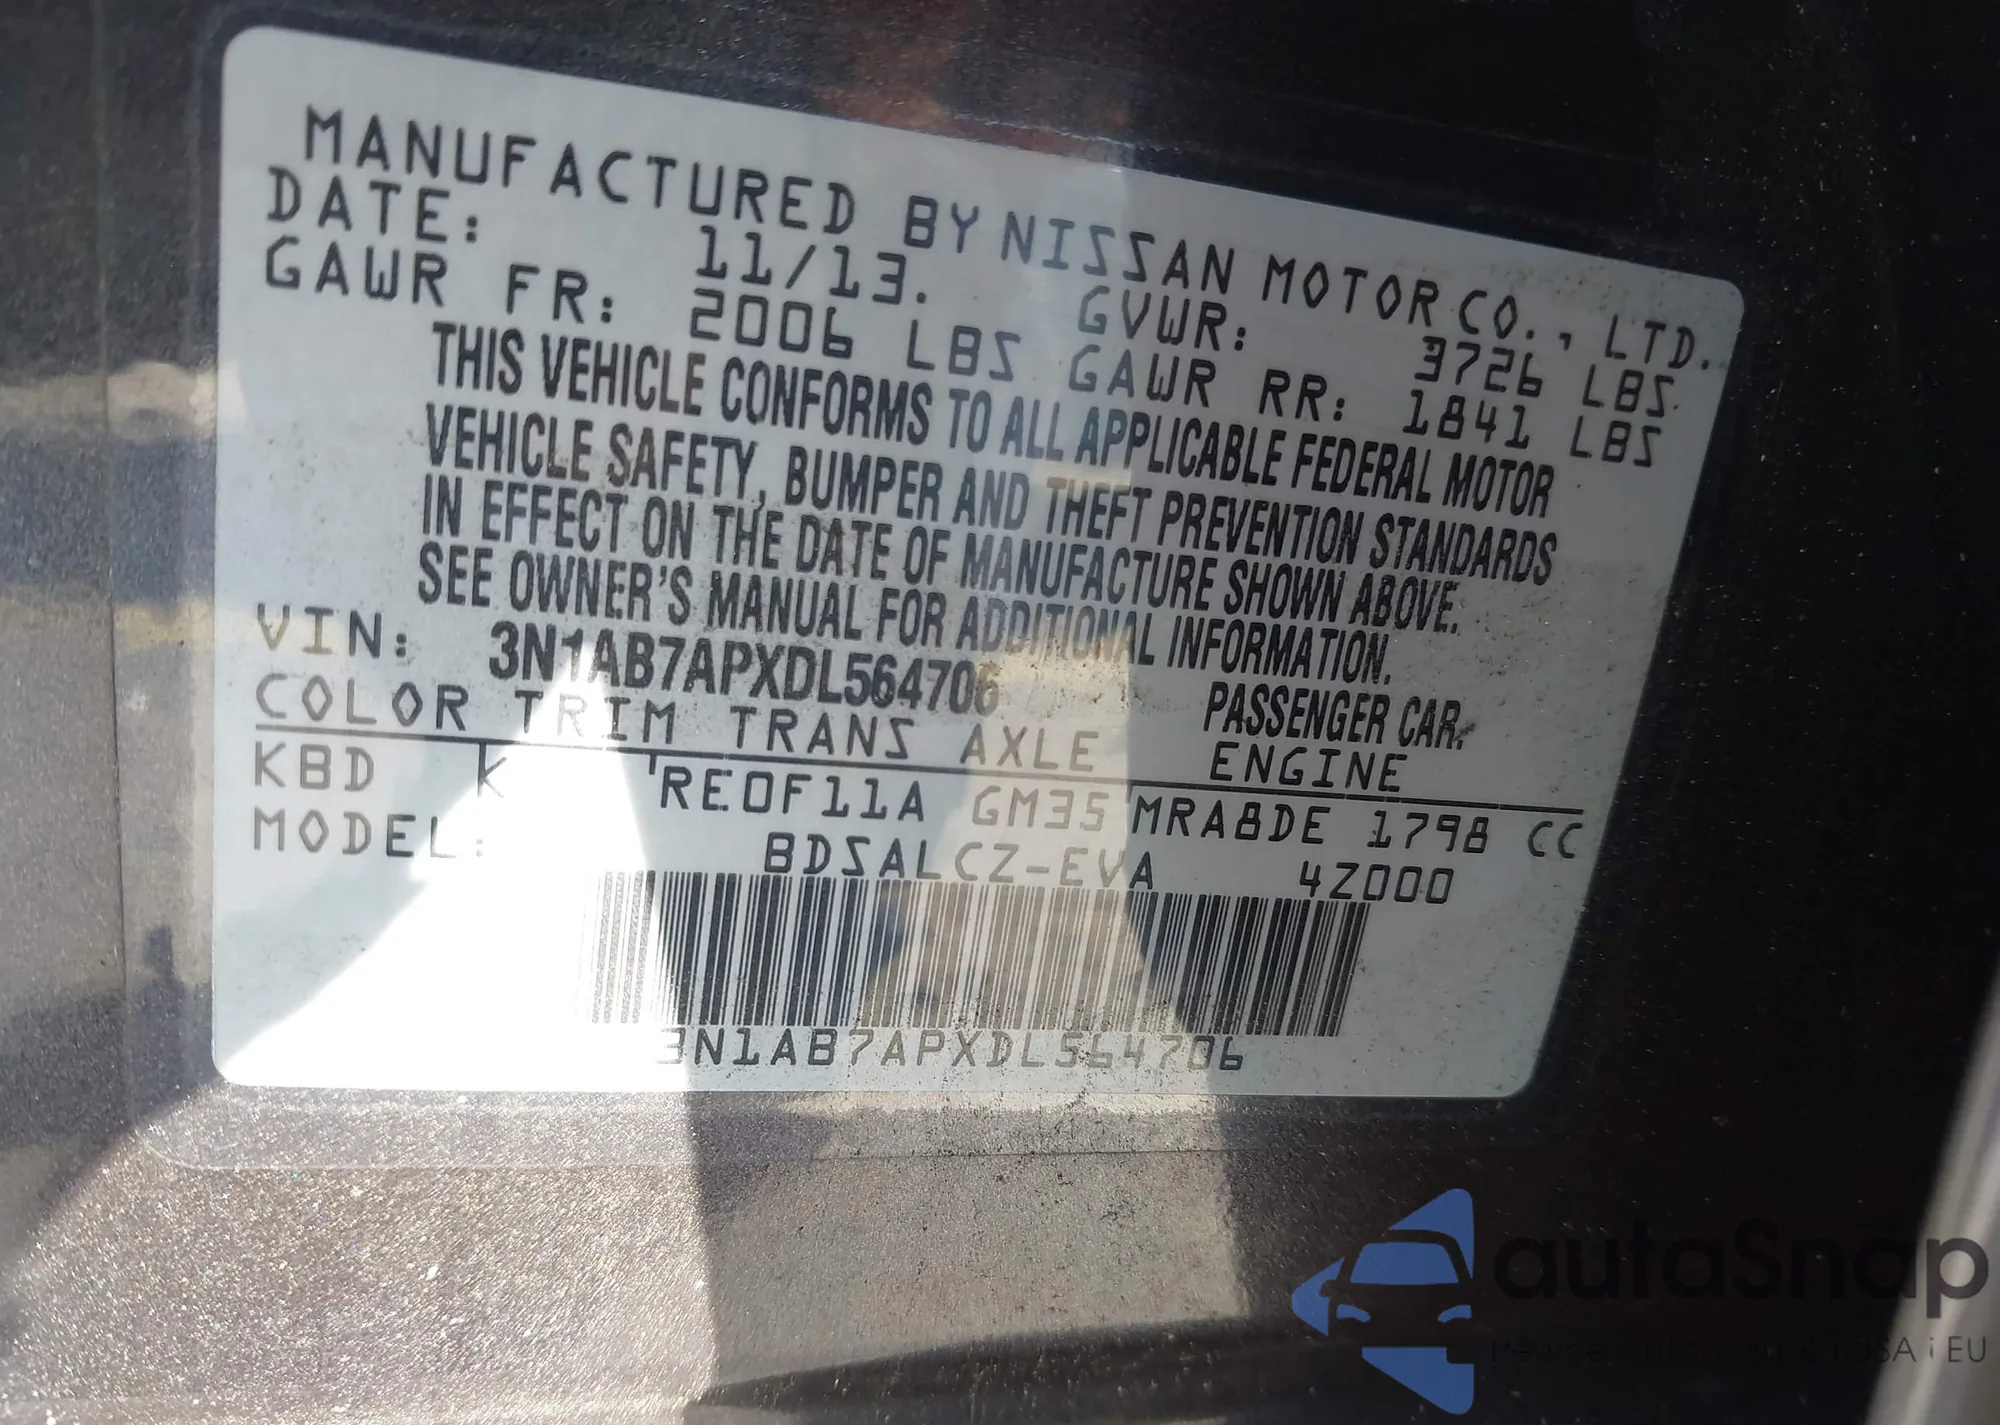 MANUFACTURED BY NISSAN MOTOR CO., LTD.
DATE: 11/13. GVWR: 3726 LBS.
GAWR FR: 2006 LBS GAWR RR: 1841 LBS
THIS VEHICLE CONFORMS TO ALL APPLICABLE FEDERAL MOTOR
VEHICLE SAFETY, BUMPER AND THEFT PREVENTION STANDARDS
IN EFFECT ON THE DATE OF MANUFACTURE SHOWN ABOVE.
SEE OWNER'S MANUAL FOR ADDITIONAL INFORMATION.
VIN: 3N1AB7APXDL564706 PASSENGER CAR.
COLOR TRIM TRANS AXLE ENGINE
KBD K RE0F11A GM35 MRA8DE 1798 CC
MODEL: BDSALCZ-EVA 4Z000
3N1AB7APXDL564706
autaSnap
USA i EU